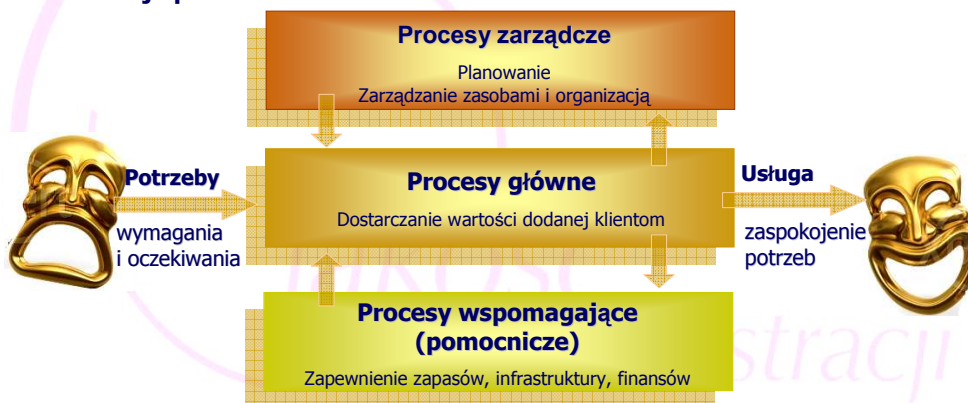 Procesy zarządcze
Planowanie
Zarządzanie zasobami i organizacją
Potrzeby
wymagania
i oczekiwania
Procesy główne
Dostarczanie wartości dodanej klientom
Usługa
zaspokojenie
potrzeb
Procesy wspomagające
(pomocnicze)
Zapewnienie zapasów, infrastruktury, finansów